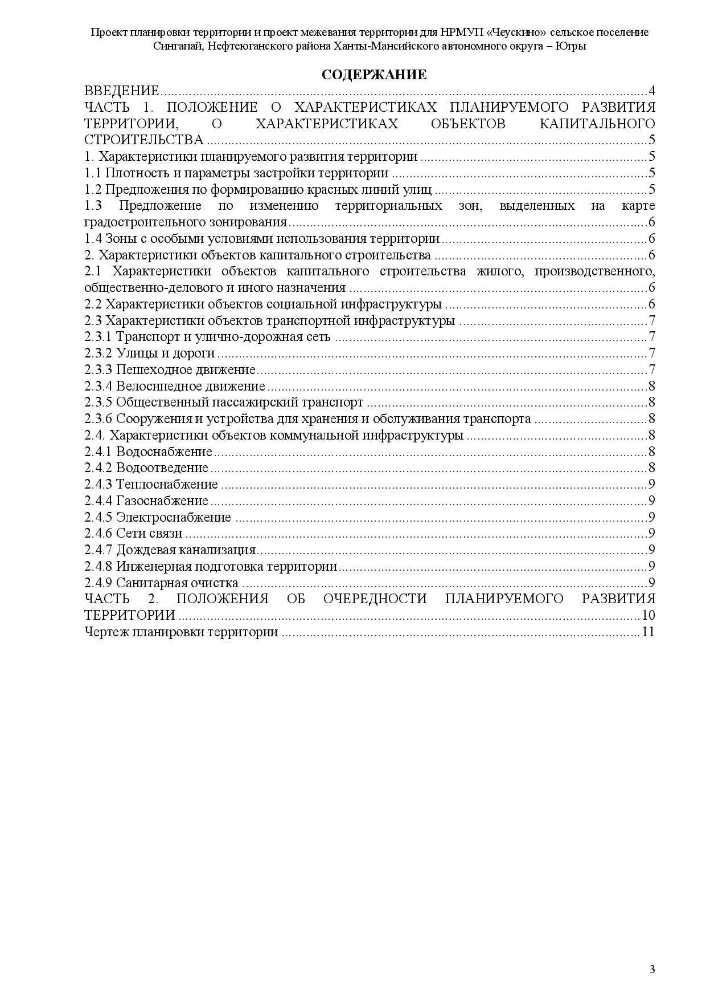 Проект планировки территории и проект межевания территории для НРМУП «Чеускино» сельское поселение
Сингапай, Нефтеюганского района Ханты-Мансийского автономного округа – Югры
СОДЕРЖАНИЕ
ВВЕДЕНИЕ 4
ЧАСТЬ 1. ПОЛОЖЕНИЕ О ХАРАКТЕРИСТИКАХ ПЛАНИРУЕМОГО РАЗВИТИЯ
ТЕРРИТОРИИ, О ХАРАКТЕРИСТИКАХ ОБЪЕКТОВ КАПИТАЛЬНОГО
СТРОИТЕЛЬСТВА 5
1. Характеристики планируемого развития территории 5
1.1 Плотность и параметры застройки территории 5
1.2 Предложения по формированию красных линий улиц 5
1.3 Предложение по изменению территориальных зон, выделенных на карте
градостроительного зонирования 6
1.4 Зоны с особыми условиями использования территории 6
2. Характеристики объектов капитального строительства 6
2.1 Характеристики объектов капитального строительства жилого, производственного,
общественно-делового и иного назначения 6
2.2 Характеристики объектов социальной инфраструктуры 6
2.3 Характеристики объектов транспортной инфраструктуры 7
2.3.1 Транспорт и улично-дорожная сеть 7
2.3.2 Улицы и дороги 7
2.3.3 Пешеходное движение 7
2.3.4 Велосипедное движение 8
2.3.5 Общественный пассажирский транспорт 8
2.3.6 Сооружения и устройства для хранения и обслуживания транспорта 8
2.4. Характеристики объектов коммунальной инфраструктуры 8
2.4.1 Водоснабжение 8
2.4.2 Водоотведение 8
2.4.3 Теплоснабжение 9
2.4.4 Газоснабжение 9
2.4.5 Электроснабжение 9
2.4.6 Сети связи 9
2.4.7 Дождевая канализация 9
2.4.8 Инженерная подготовка территории 9
2.4.9 Санитарная очистка 9
ЧАСТЬ 2. ПОЛОЖЕНИЯ ОБ ОЧЕРЕДНОСТИ ПЛАНИРУЕМОГО РАЗВИТИЯ
ТЕРРИТОРИИ 10
Чертеж планировки территории 11
3